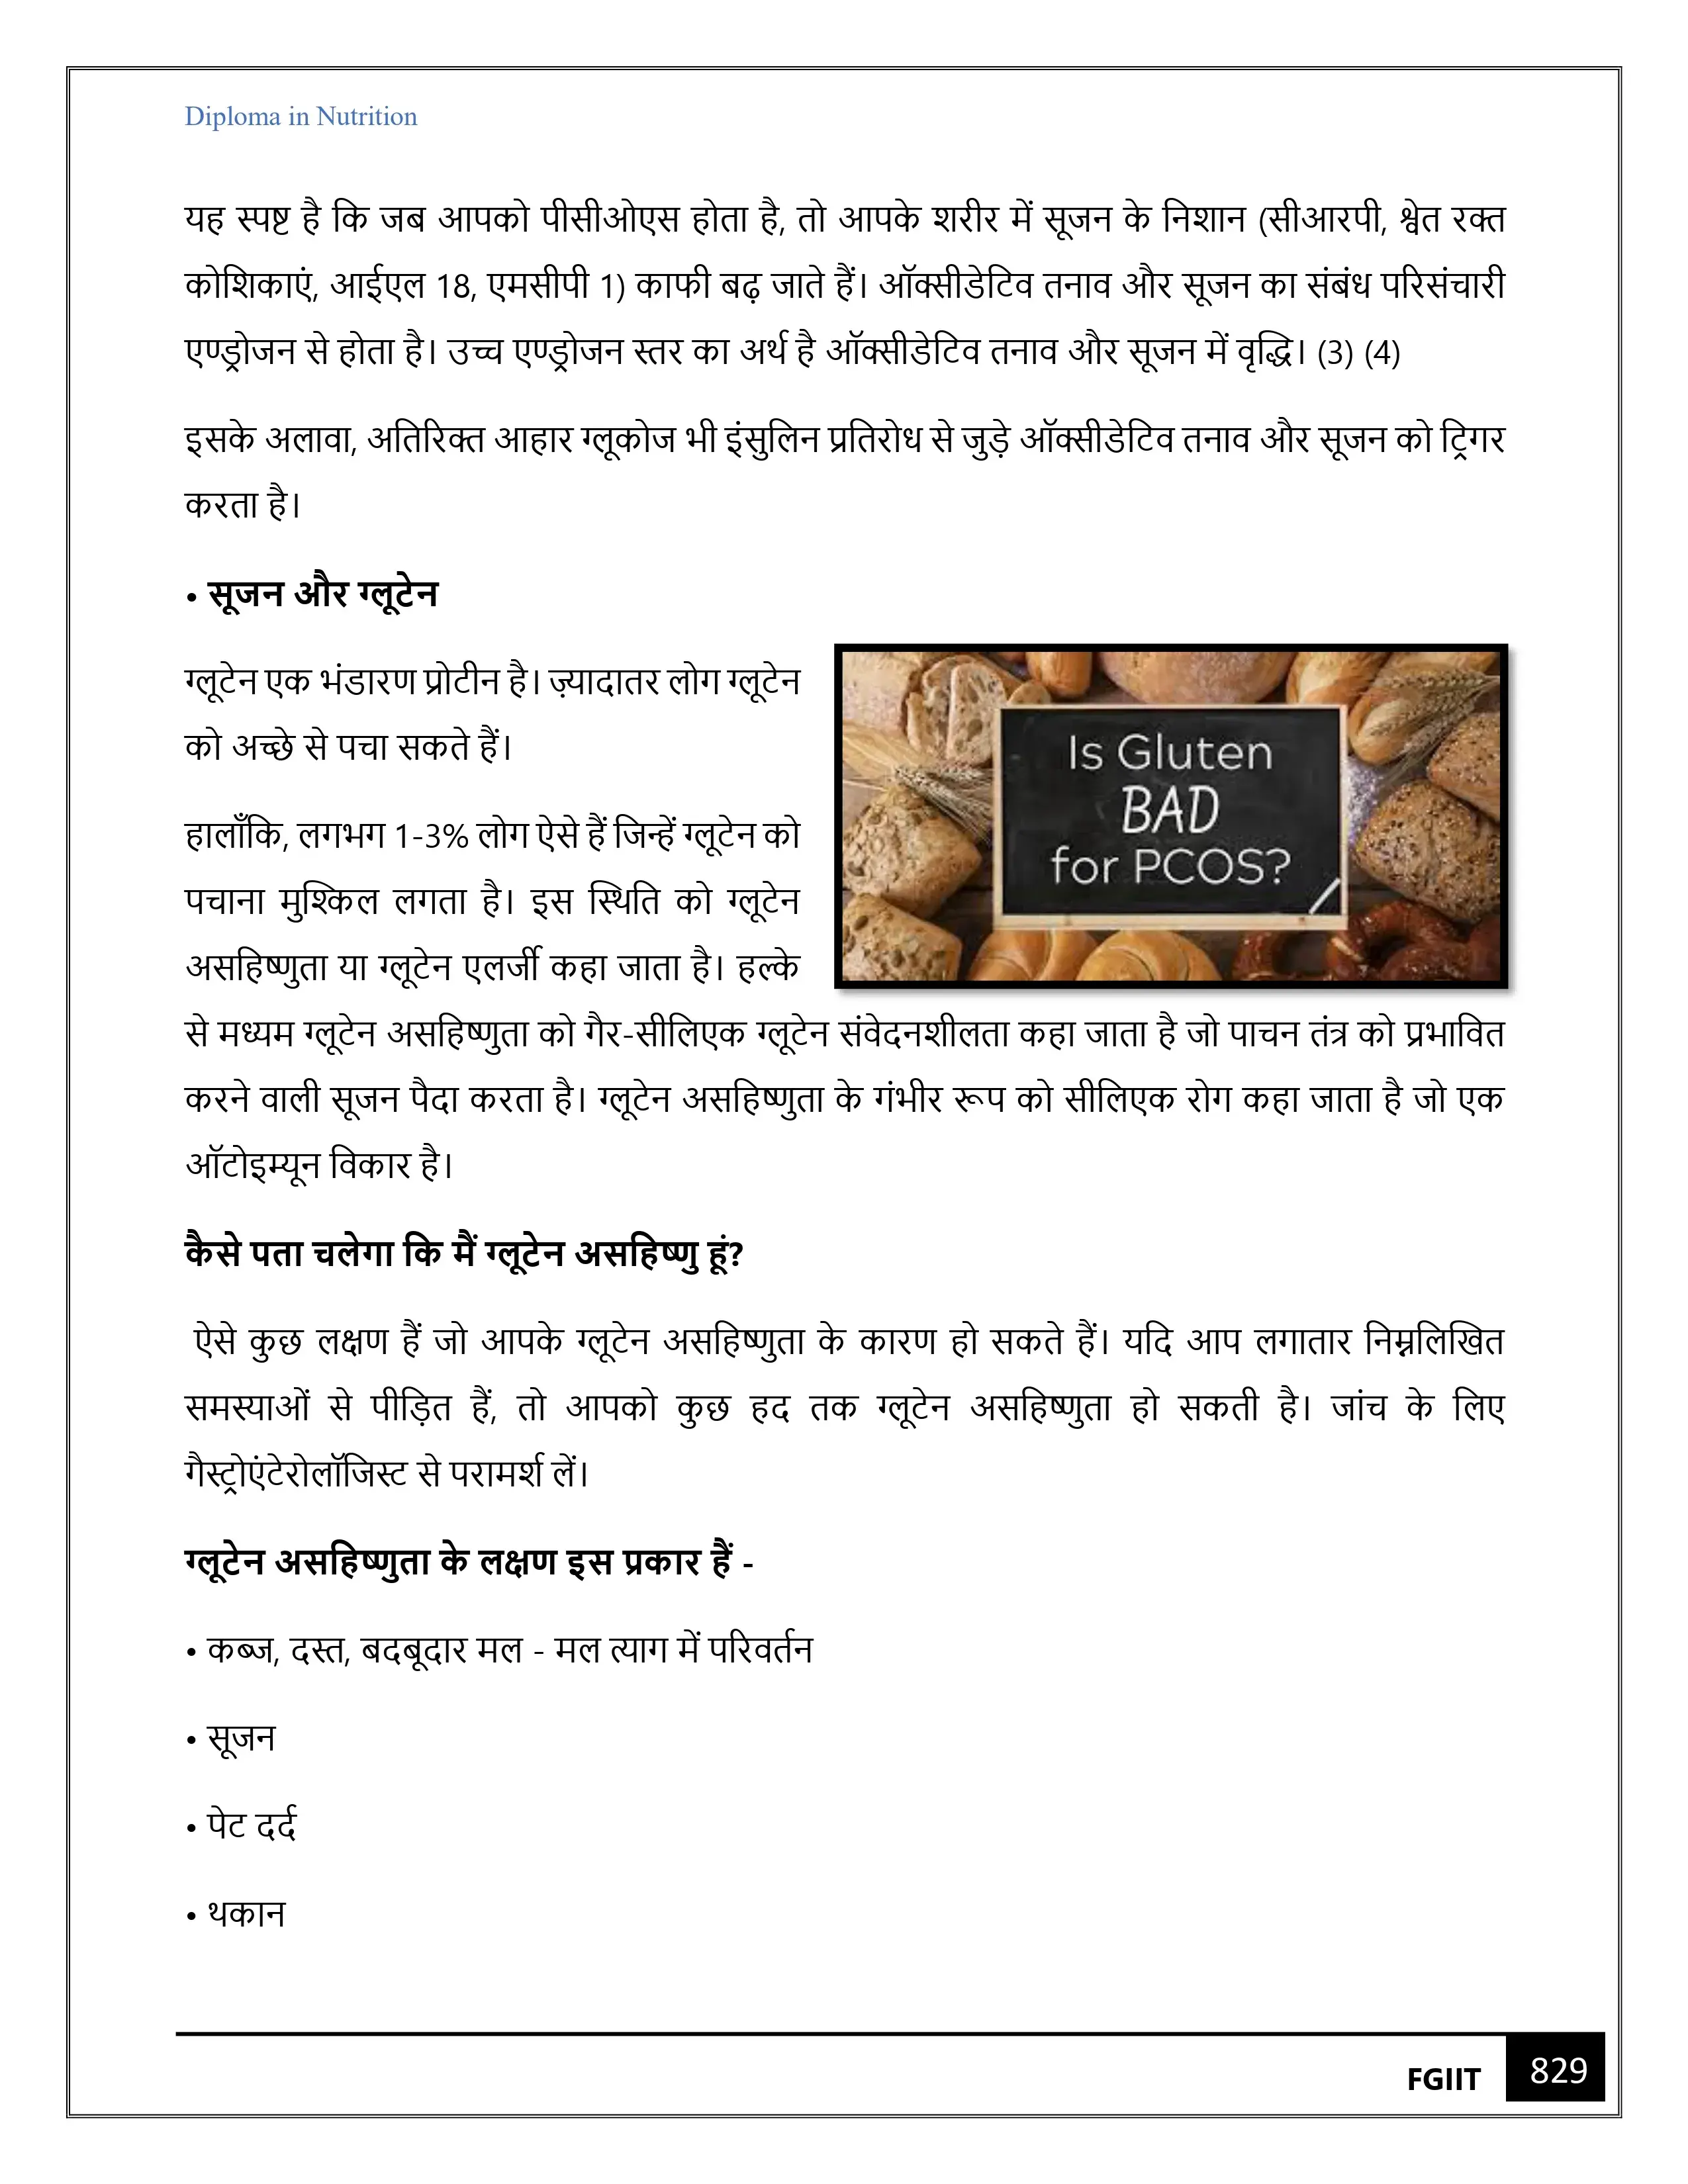 Diploma in Nutrition
यह स्पष्ट है कि जब आपको पीसीओएस होता है, तो आपके शरीर में सूजन के निशान (सीआरपी, श्वेत रक्त
कोशिकाएं, आईएल 18, एमसीपी 1) काफी बढ़ जाते हैं। ऑक्सीडेटिव तनाव और सूजन का संबंध परिसंचारी
एण्ड्रोजन से होता है। उच्च एण्ड्रोजन स्तर का अर्थ है ऑक्सीडेटिव तनाव और सूजन में वृद्धि। (3) (4)
इसके अलावा, अतिरिक्त आहार ग्लूकोज भी इंसुलिन प्रतिरोध से जुड़े ऑक्सीडेटिव तनाव और सूजन को ट्रिगर
करता है।
• सूजन और ग्लूटेन
ग्लूटेन एक भंडारण प्रोटीन है। ज़्यादातर लोग ग्लूटेन
को अच्छे से पचा सकते हैं।
हालाँकि, लगभग 1-3% लोग ऐसे हैं जिन्हें ग्लूटेन को
पचाना मुश्किल लगता है। इस स्थिति को ग्लूटेन
असहिष्णुता या ग्लूटेन एलर्जी कहा जाता है। हल्के
Is Gluten
BAD
for PCOS?
से मध्यम ग्लूटेन असहिष्णुता को गैर-सीलिएक ग्लूटेन संवेदनशीलता कहा जाता है जो पाचन तंत्र को प्रभावित
करने वाली सूजन पैदा करता है। ग्लूटेन असहिष्णुता के गंभीर रूप को सीलिएक रोग कहा जाता है जो एक
ऑटोइम्यून विकार है।
कैसे पता चलेगा कि मैं ग्लूटेन असहिष्णु हूं?
ऐसे कुछ लक्षण हैं जो आपके ग्लूटेन असहिष्णुता के कारण हो सकते हैं। यदि आप लगातार निम्नलिखित
समस्याओं से पीड़ित हैं, तो आपको कुछ हद तक ग्लूटेन असहिष्णुता हो सकती है। जांच के लिए
गैस्ट्रोएंटेरोलॉजिस्ट से परामर्श लें।
ग्लूटेन असहिष्णुता के लक्षण इस प्रकार हैं -
• कब्ज, दस्त, बदबूदार मल - मल त्याग में परिवर्तन
• सूजन
• पेट दर्द
• थकान
FGIIT 829